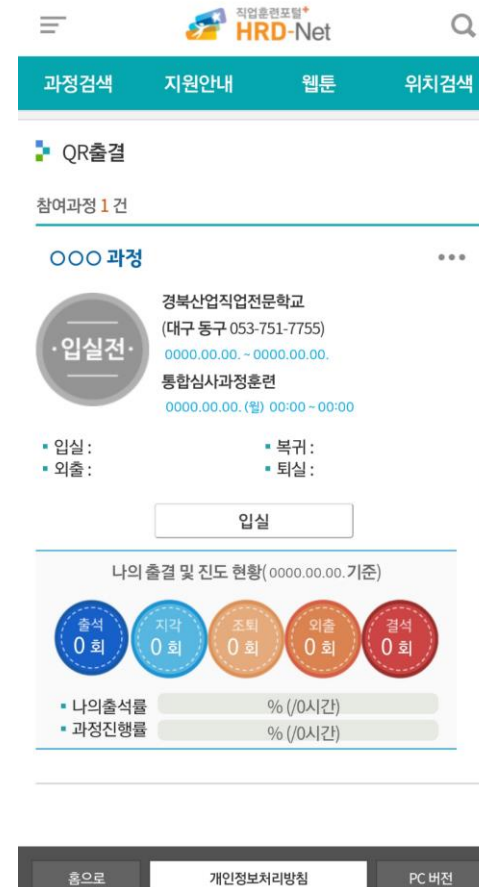 직업훈련포털+
HRD-Net
과정검색 지원안내 웹툰 위치검색
QR출결
참여과정 1 건
○○○ 과정
경북산업직업전문학교
(대구 동구 053-751-7755)
0000.00.00. ~ 0000.00.00.
통합심사과정훈련
0000.00.00. (월) 00:00 ~ 00:00
·입실전·
입실 : 복귀 :
외출 : 퇴실 :
입실
나의 출결 및 진도 현황( 0000.00.00. 기준)
출석 지각 조퇴 외출 결석
0 회 0 회 0 회 0 회 0 회
나의출석률 % (/0시간)
과정진행률 % (/0시간)
홈으로 개인정보처리방침 PC 버전